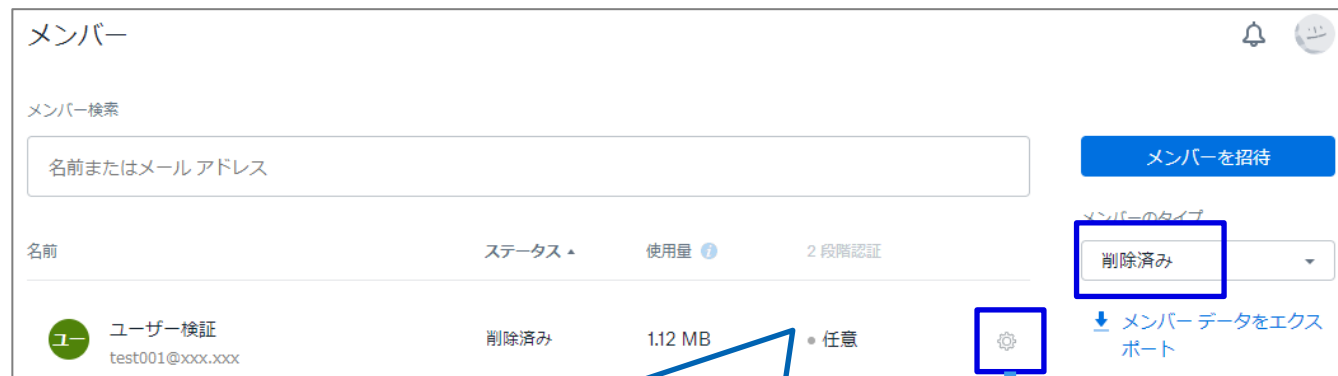 メンバー
メンバー検索
名前またはメール アドレス
メンバーを招待
メンバーのタイプ
削除済み
メンバー データをエクス
ポート
名前 ステータス 使用量 2 段階認証
ユー ユーザー検証 削除済み 1.12 MB 任意
test001@xxx.xxx